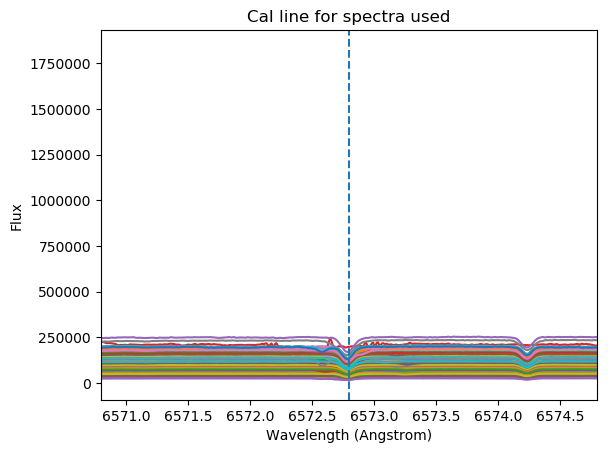 Cal line for spectra used
1750000
1500000
1250000
1000000
750000
500000
250000
0
Flux
6571.0 6571.5 6572.0 6572.5 6573.0 6573.5 6574.0 6574.5
Wavelength (Angstrom)